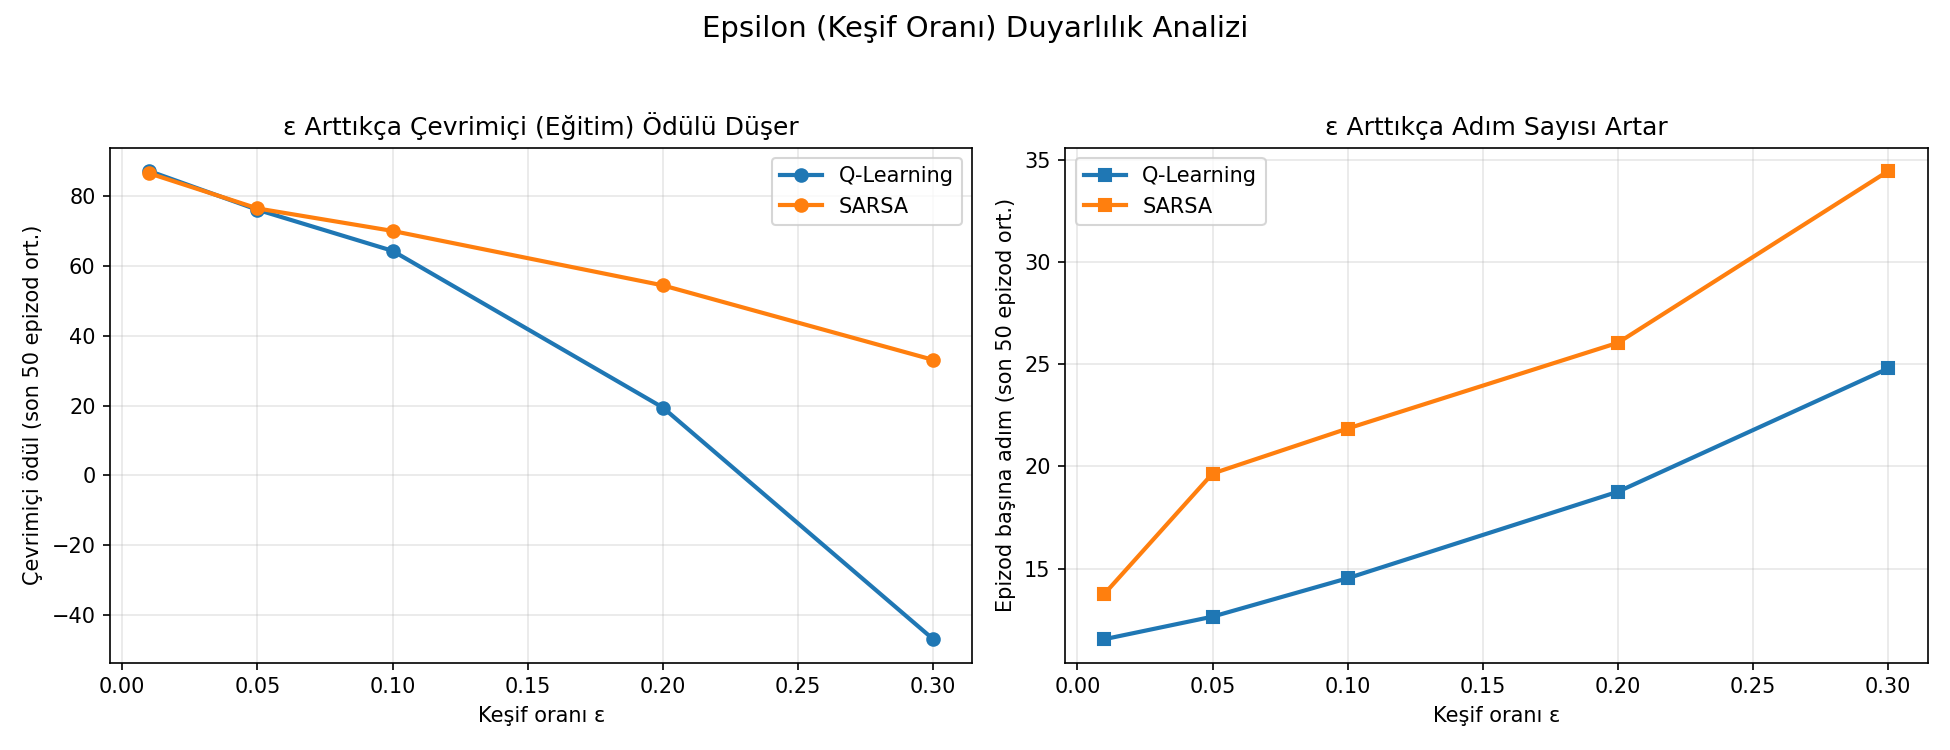 Epsilon (Keşif Oranı) Duyarlılık Analizi
ε Arttıkça Çevrimiçi (Eğitim) Ödülü Düşer
Çevrimiçi ödül (son 50 epizod ort.)
80
60
40
20
0
−20
−40
Q-Learning
SARSA
0.00 0.05 0.10 0.15 0.20 0.25 0.30
Keşif oranı ε
ε Arttıkça Adım Sayısı Artar
Epizod başına adım (son 50 epizod ort.)
35
30
25
20
15
Q-Learning
SARSA
0.00 0.05 0.10 0.15 0.20 0.25 0.30
Keşif oranı ε